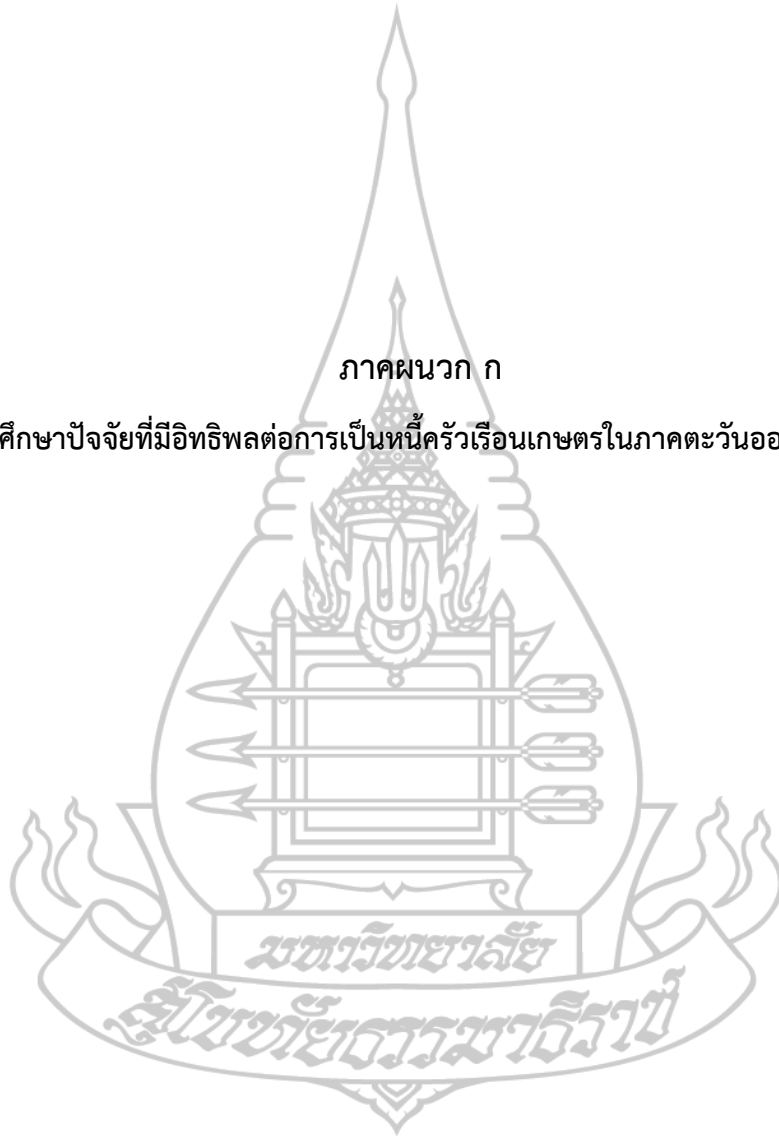 ภาคผนวก ก
ศึกษาปัจจัยที่มีอิทธิพลต่อการเป็นหนี้ครัวเรือนเกษตรในภาคตะวันออ
มหาวิทยาลัย
สุโขทัยธรรมาธิราช